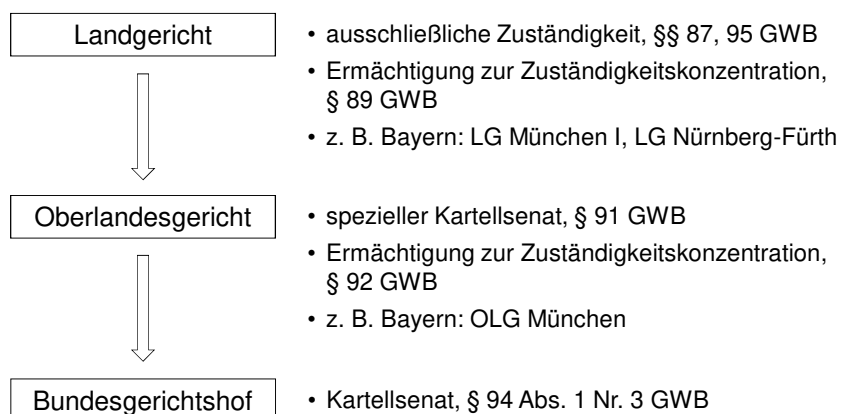 Landgericht
• ausschließliche Zuständigkeit, §§ 87, 95 GWB
• Ermächtigung zur Zuständigkeitskonzentration,
§ 89 GWB
• z. B. Bayern: LG München I, LG Nürnberg-Fürth
Oberlandesgericht
• spezieller Kartellsenat, § 91 GWB
• Ermächtigung zur Zuständigkeitskonzentration,
§ 92 GWB
• z. B. Bayern: OLG München
Bundesgerichtshof
• Kartellsenat, § 94 Abs. 1 Nr. 3 GWB